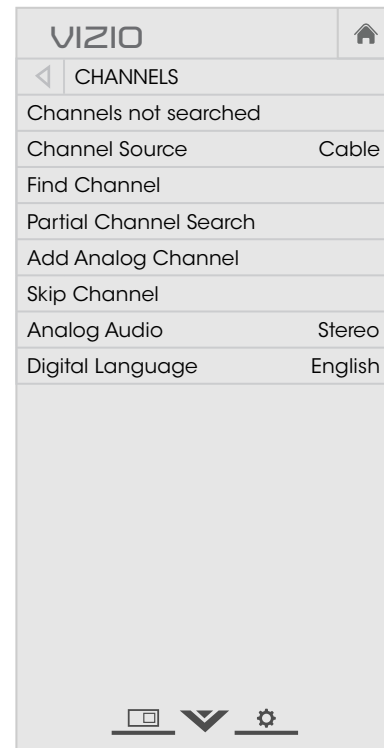 VIZIO
CHANNELS
Channels not searched
Channel Source Cable
Find Channel
Partial Channel Search
Add Analog Channel
Skip Channel
Analog Audio Stereo
Digital Language English